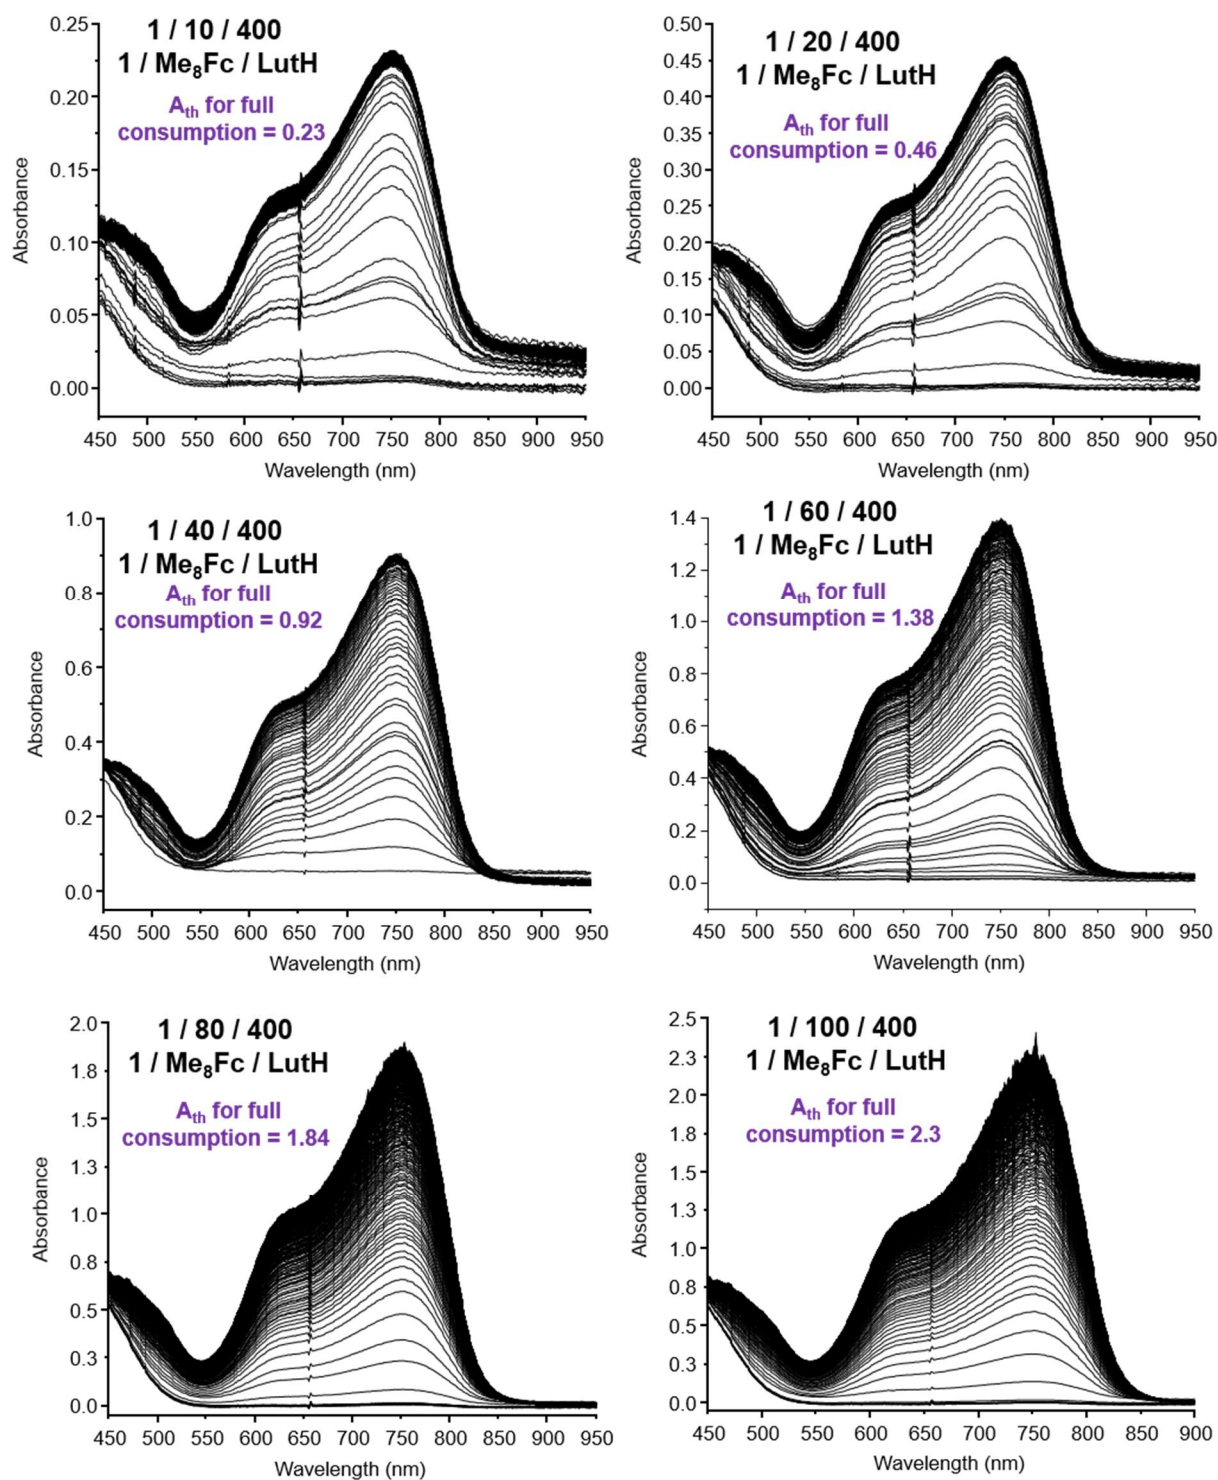 1 / 10 / 400
1 / Me₈Fc / LutH
Aₜₕ for full
consumption = 0.23
0.25
0.20
0.15
0.10
0.05
0.00
Absorbance
450 500 550 600 650 700 750 800 850 900 950
Wavelength (nm)
1 / 20 / 400
1 / Me₈Fc / LutH
Aₜₕ for full
consumption = 0.46
0.50
0.45
0.40
0.35
0.30
0.25
0.20
0.15
0.10
0.05
0.00
Absorbance
450 500 550 600 650 700 750 800 850 900 950
Wavelength (nm)
1 / 40 / 400
1 / Me₈Fc / LutH
Aₜₕ for full
consumption = 0.92
1.0
0.8
0.6
0.4
0.2
0.0
Absorbance
450 500 550 600 650 700 750 800 850 900 950
Wavelength (nm)
1 / 60 / 400
1 / Me₈Fc / LutH
Aₜₕ for full
consumption = 1.38
1.4
1.2
1.0
0.8
0.6
0.4
0.2
0.0
Absorbance
450 500 550 600 650 700 750 800 850 900 950
Wavelength (nm)
1 / 80 / 400
1 / Me₈Fc / LutH
Aₜₕ for full
consumption = 1.84
2.0
1.8
1.5
1.3
1.0
0.8
0.5
0.3
0.0
Absorbance
450 500 550 600 650 700 750 800 850 900 950
Wavelength (nm)
1 / 100 / 400
1 / Me₈Fc / LutH
Aₜₕ for full
consumption = 2.3
2.5
2.3
2.0
1.8
1.5
1.3
1.0
0.8
0.5
0.3
0.0
Absorbance
450 500 550 600 650 700 750 800 850 900
Wavelength (nm)